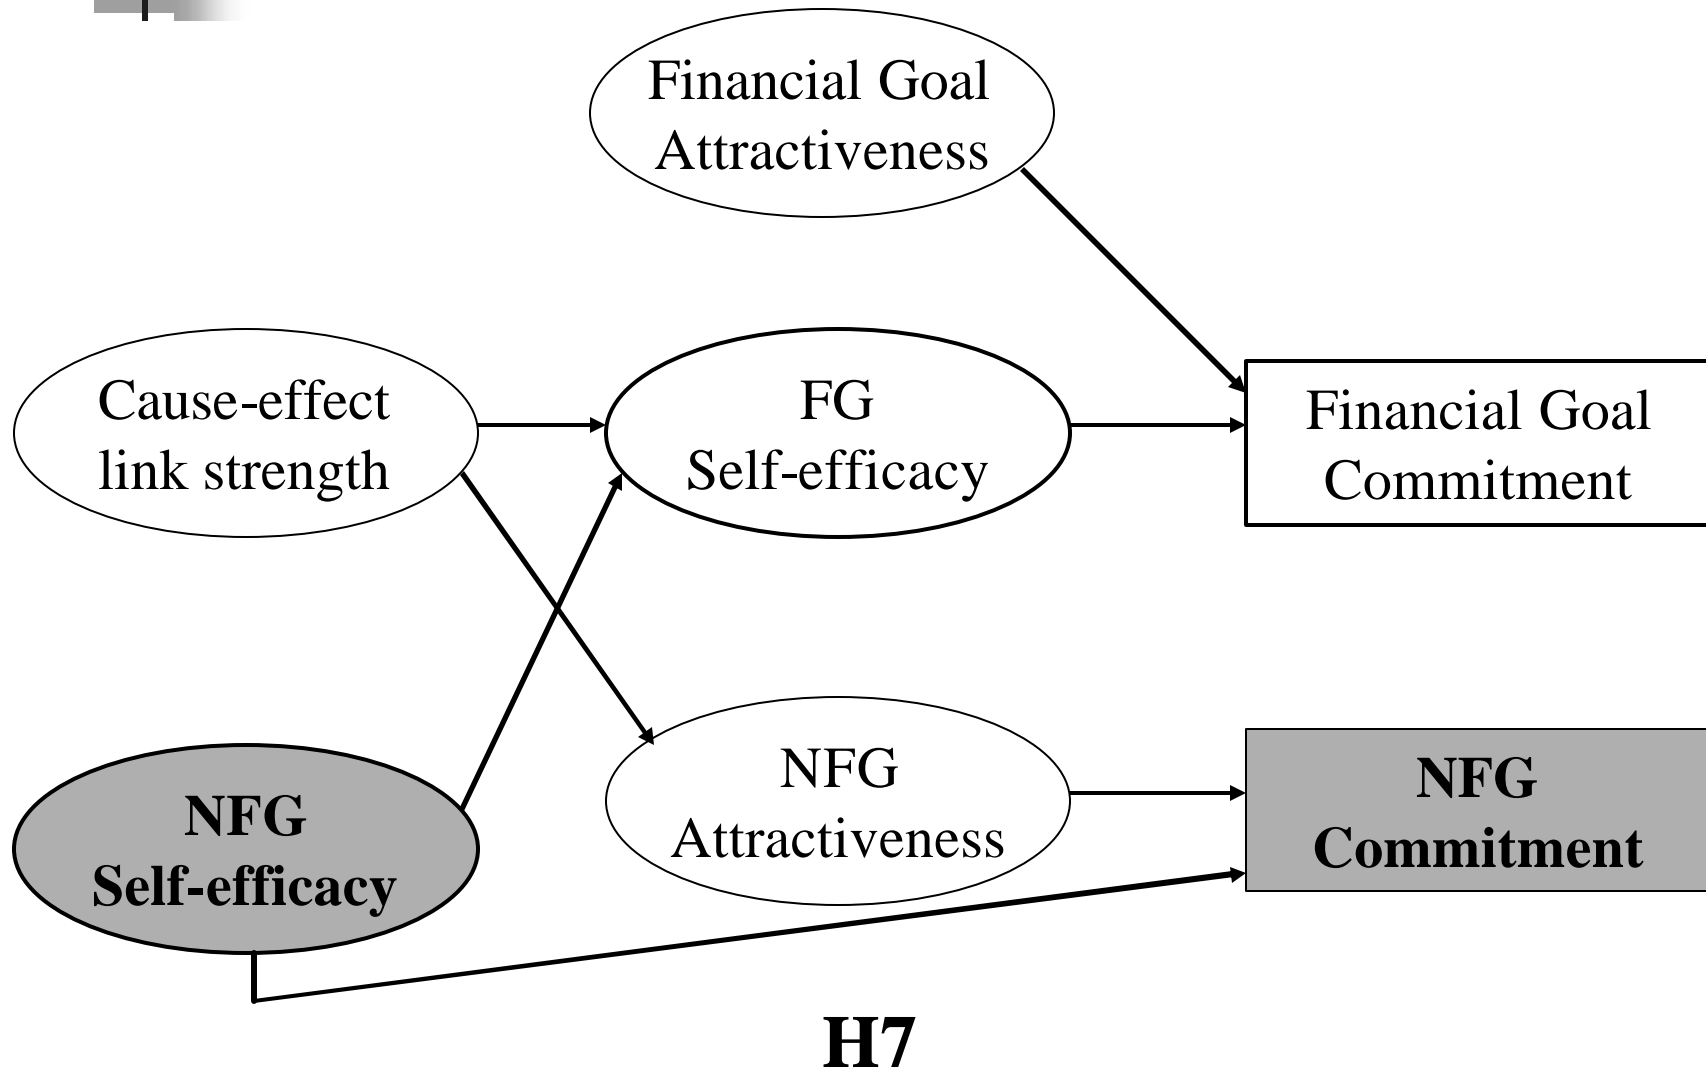 Financial Goal
Attractiveness
Cause-effect
link strength
FG
Self-efficacy
Financial Goal
Commitment
NFG
Self-efficacy
NFG
Attractiveness
NFG
Commitment
H7